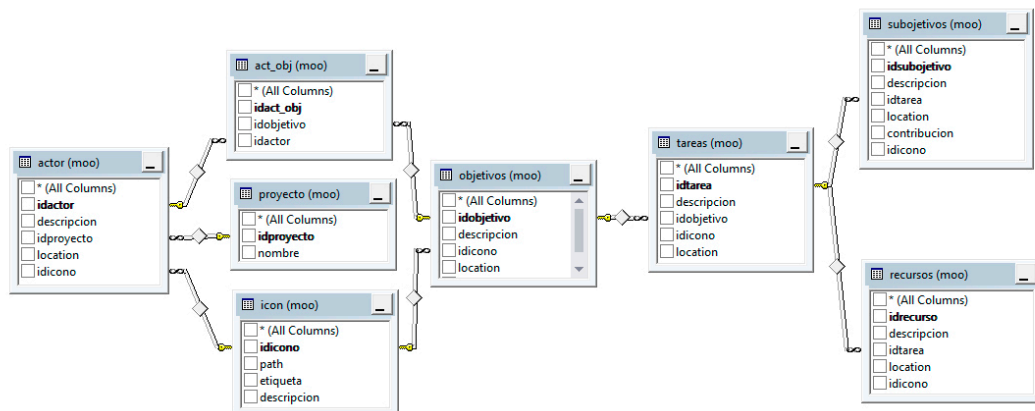 actor (moo)
* (All Columns)
idactor
descripcion
idproyecto
location
idicono
act_obj (moo)
* (All Columns)
idact_obj
idobjetivo
idactor
proyecto (moo)
* (All Columns)
idproyecto
nombre
icon (moo)
* (All Columns)
idicono
path
etiqueta
descripcion
objetivos (moo)
* (All Columns)
idobjetivo
descripcion
idicono
location
tareas (moo)
* (All Columns)
idtarea
descripcion
idobjetivo
idicono
location
subojetivos (moo)
* (All Columns)
idsubojetivo
descripcion
idtarea
location
contribucion
idicono
recursos (moo)
* (All Columns)
idrecurso
descripcion
idtarea
location
idicono